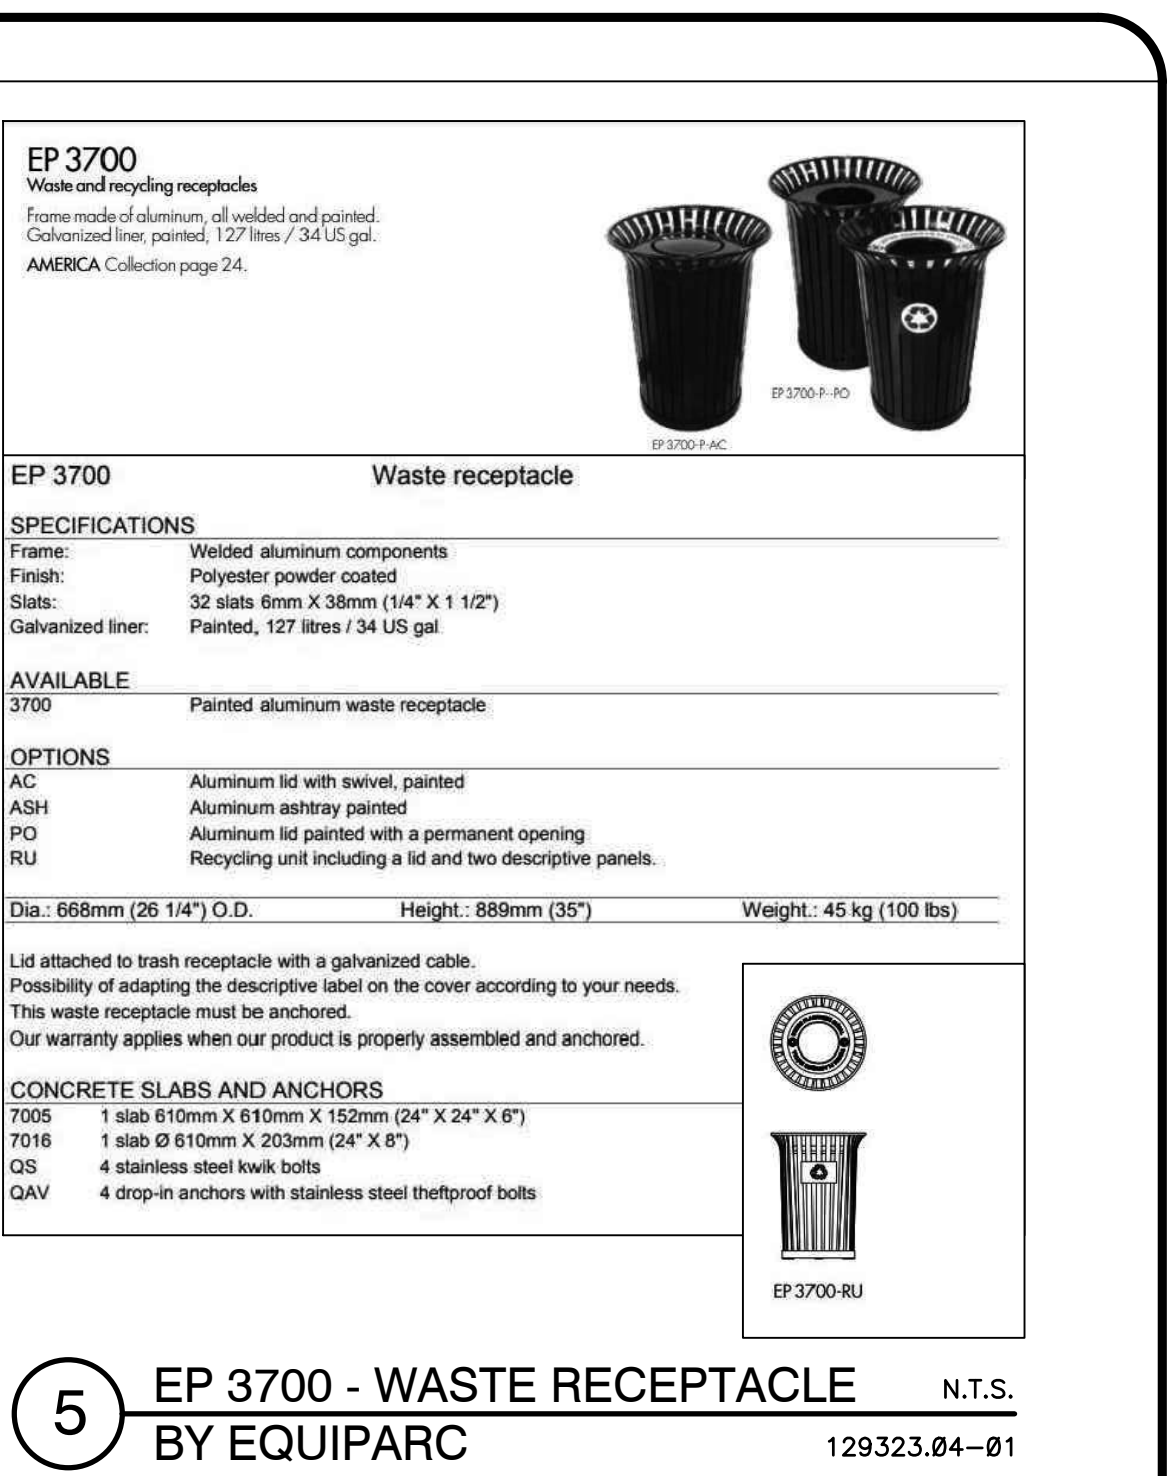 EP 3700
Waste and recycling receptacles
Frame made of aluminum, all welded and painted.
Galvanized liner, painted, 127 litres / 34 US gal.
AMERICA Collection page 24.
EP 3700-P--PO
EP 3700-P-AC
EP 3700 Waste receptacle
SPECIFICATIONS
Frame: Welded aluminum components
Finish: Polyester powder coated
Slats: 32 slats 6mm X 38mm (1/4" X 1 1/2")
Galvanized liner: Painted, 127 litres / 34 US gal
AVAILABLE
3700 Painted aluminum waste receptacle
OPTIONS
AC Aluminum lid with swivel, painted
ASH Aluminum ashtray painted
PO Aluminum lid painted with a permanent opening
RU Recycling unit including a lid and two descriptive panels.
Dia.: 668mm (26 1/4") O.D. Height.: 889mm (35") Weight.: 45 kg (100 lbs)
Lid attached to trash receptacle with a galvanized cable.
Possibility of adapting the descriptive label on the cover according to your needs.
This waste receptacle must be anchored.
Our warranty applies when our product is properly assembled and anchored.
CONCRETE SLABS AND ANCHORS
7005 1 slab 610mm X 610mm X 152mm (24" X 24" X 6")
7016 1 slab Ø 610mm X 203mm (24" X 8")
QS 4 stainless steel kwik bolts
QAV 4 drop-in anchors with stainless steel theftproof bolts
EP 3700-RU
5 EP 3700 - WASTE RECEPTACLE N.T.S.
BY EQUIPARC 129323.Ø4-Ø1